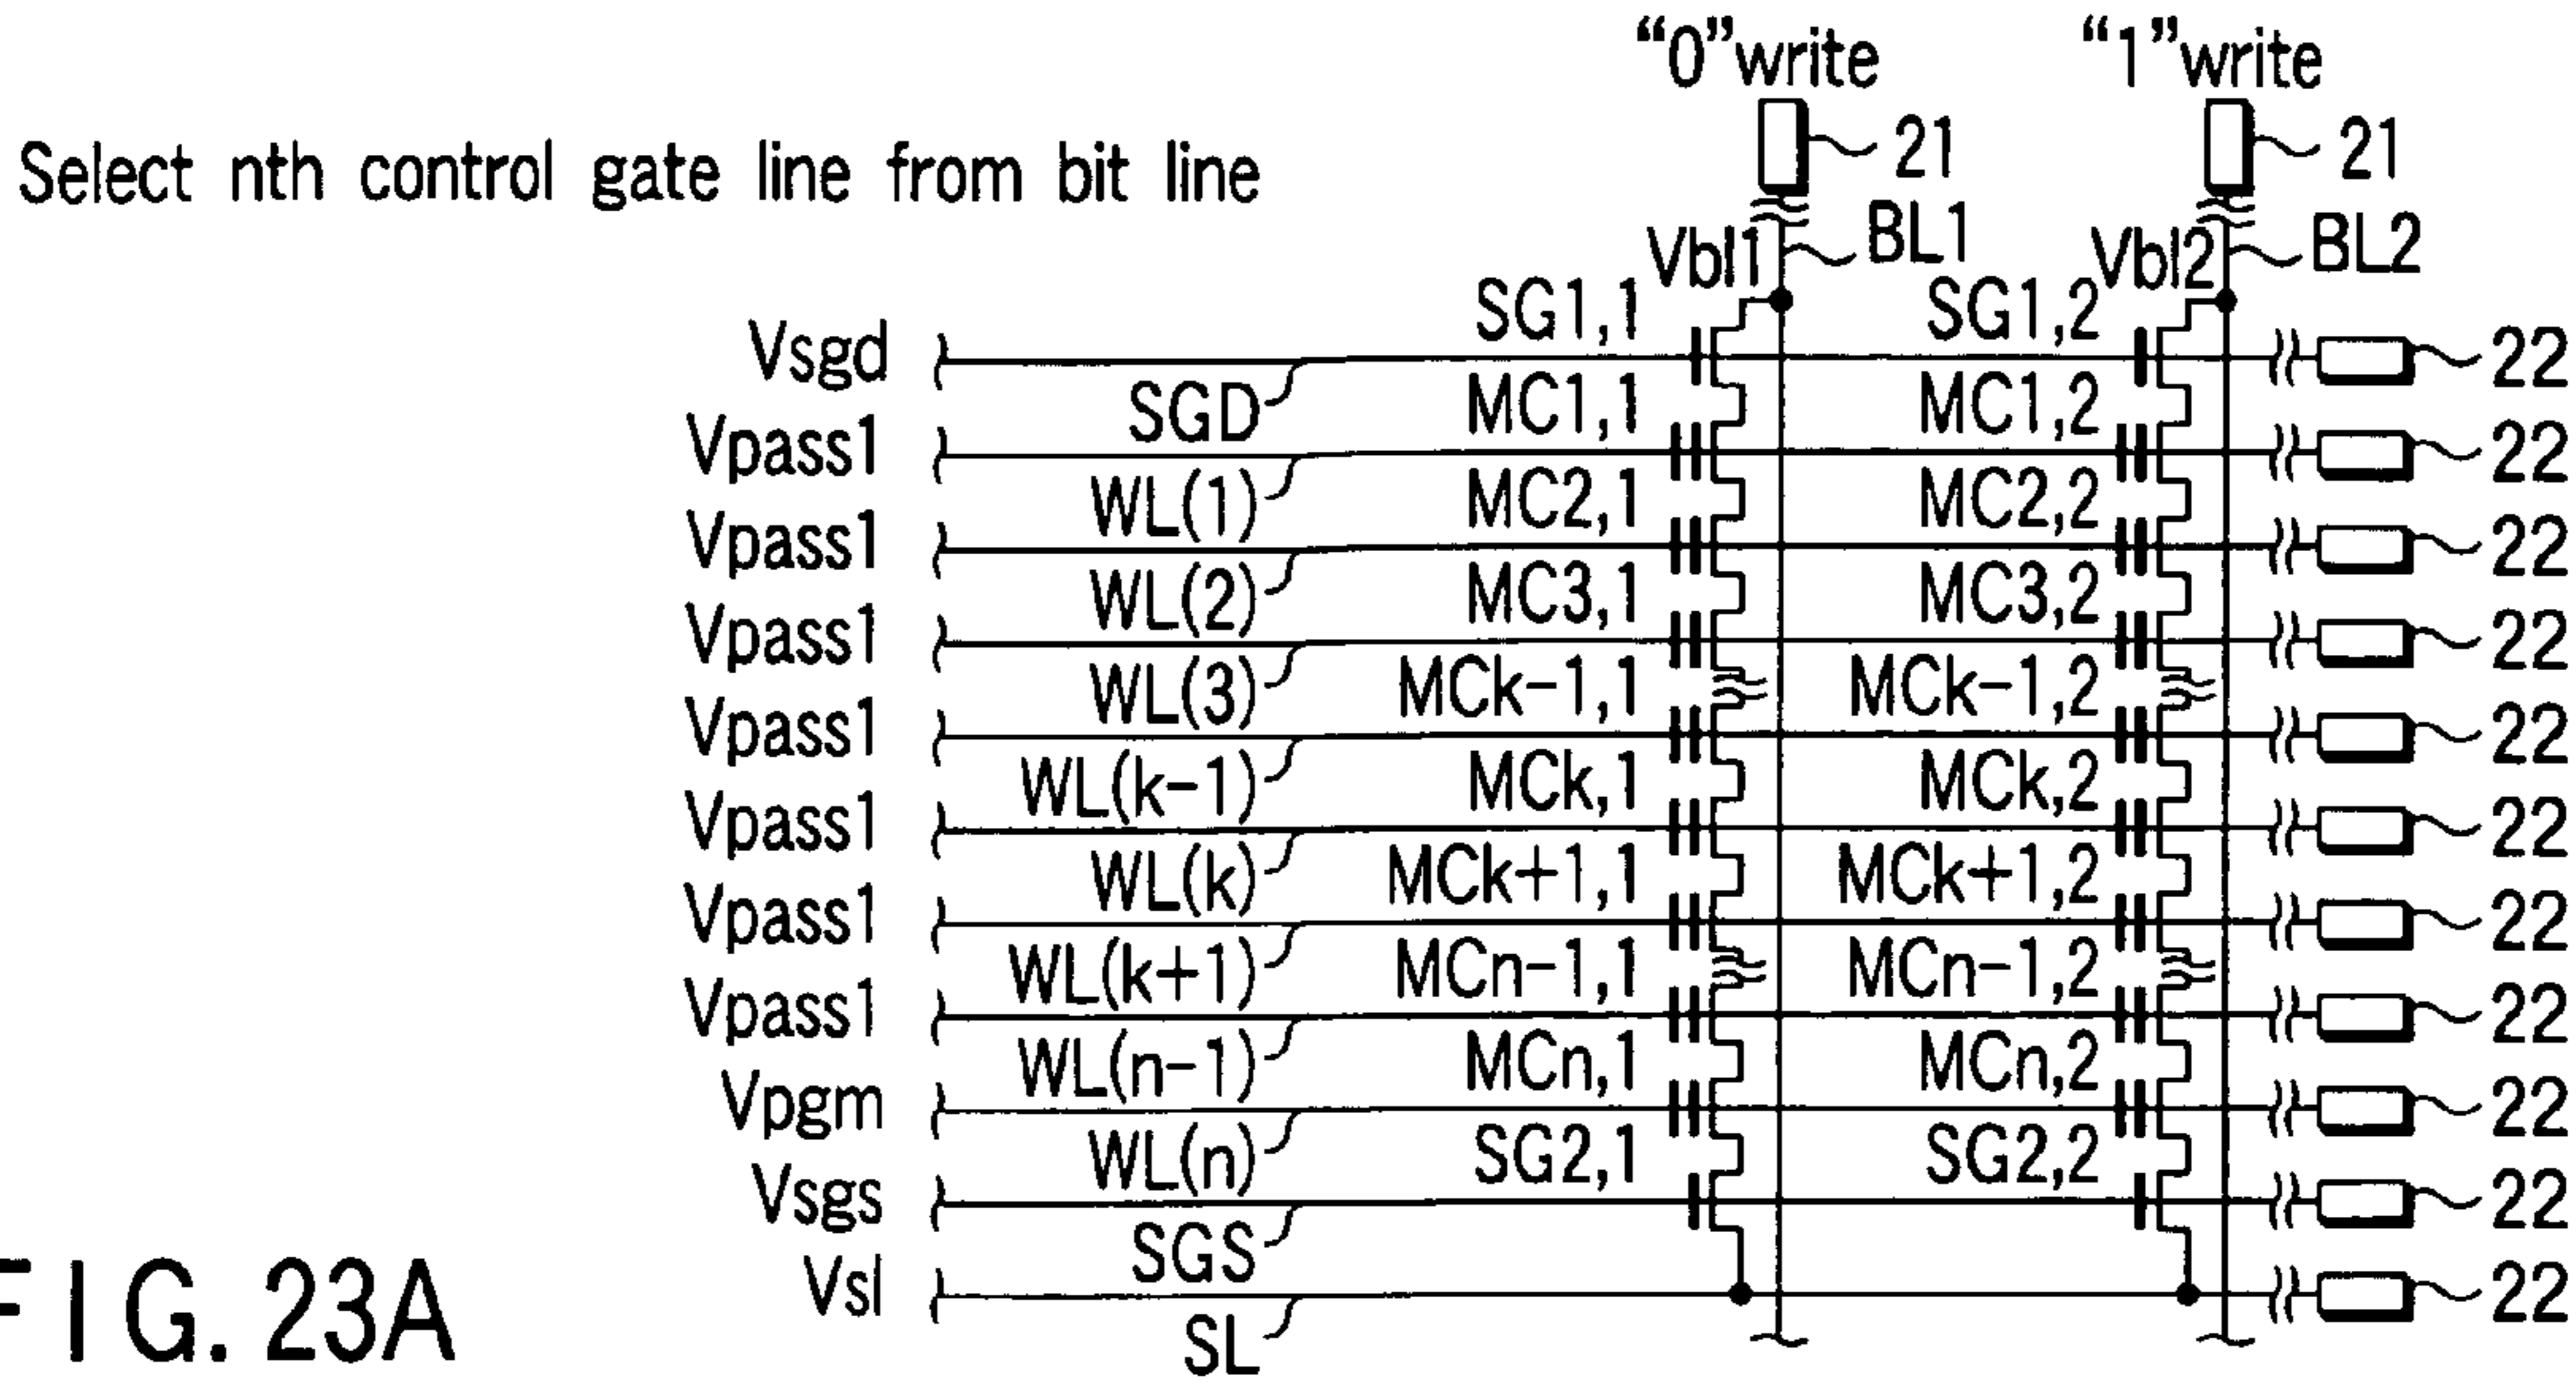 “0”write “1”write
21 21
Select nth control gate line from bit line
Vbl1 BL1 Vbl2 BL2
SG1,1 SG1,2
Vsgd 22
SGD MC1,1 MC1,2
Vpass1 22
WL(1) MC2,1 MC2,2
Vpass1 22
WL(2) MC3,1 MC3,2
Vpass1 22
WL(3) MCk-1,1 MCk-1,2
Vpass1 22
WL(k-1) MCk,1 MCk,2
Vpass1 22
WL(k) MCk+1,1 MCk+1,2
Vpass1 22
WL(k+1) MCn-1,1 MCn-1,2
Vpass1 22
WL(n-1) MCn,1 MCn,2
Vpgm 22
WL(n) SG2,1 SG2,2
Vsgs 22
SGS
Vsl 22
SL
FIG. 23A